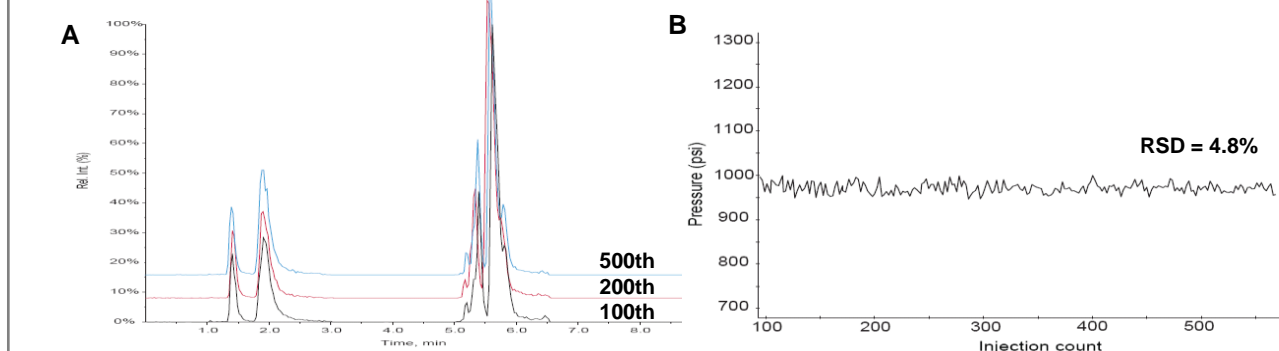 A
100%
90%
80%
70%
60%
50%
40%
30%
20%
10%
0%
Rel. Int. (%)
500th
200th
100th
1.0 2.0 3.0 4.0 5.0 6.0 7.0 8.0
Time, min
B
1300
1200
1100
1000
900
800
700
Pressure (psi)
RSD = 4.8%
100 200 300 400 500
Injection count